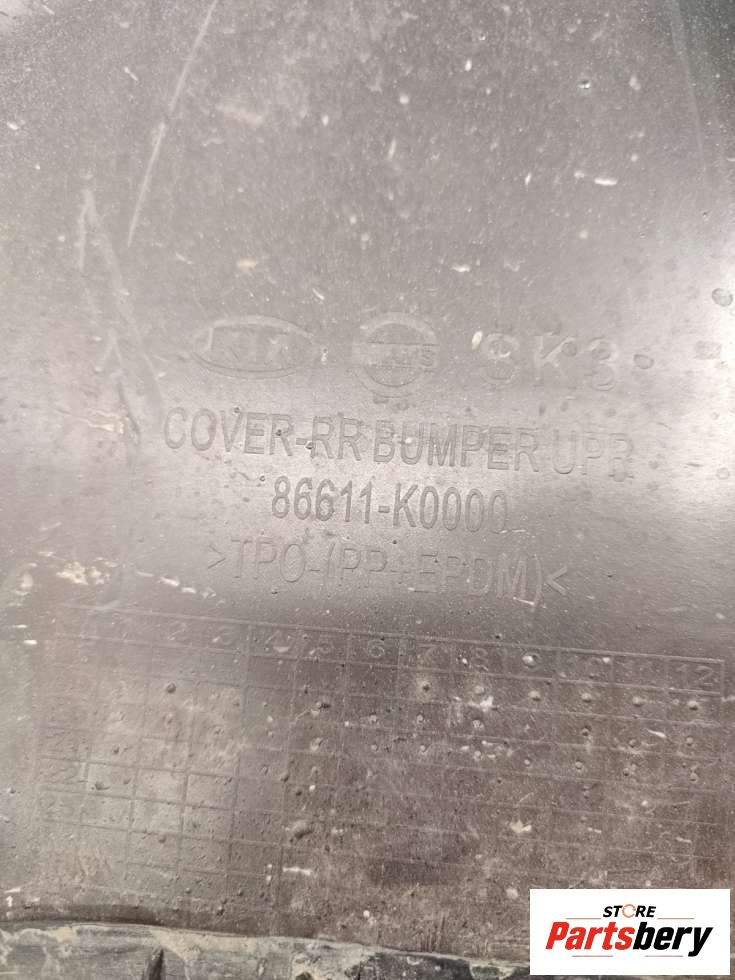 KIA MOBIS SK3
COVER-RR BUMPER UPR
86611-K0000
>TPO-(PP+EPDM)<
1 2 3 4 5 6 7 8 9 10 11 12
STORE
Partsbery